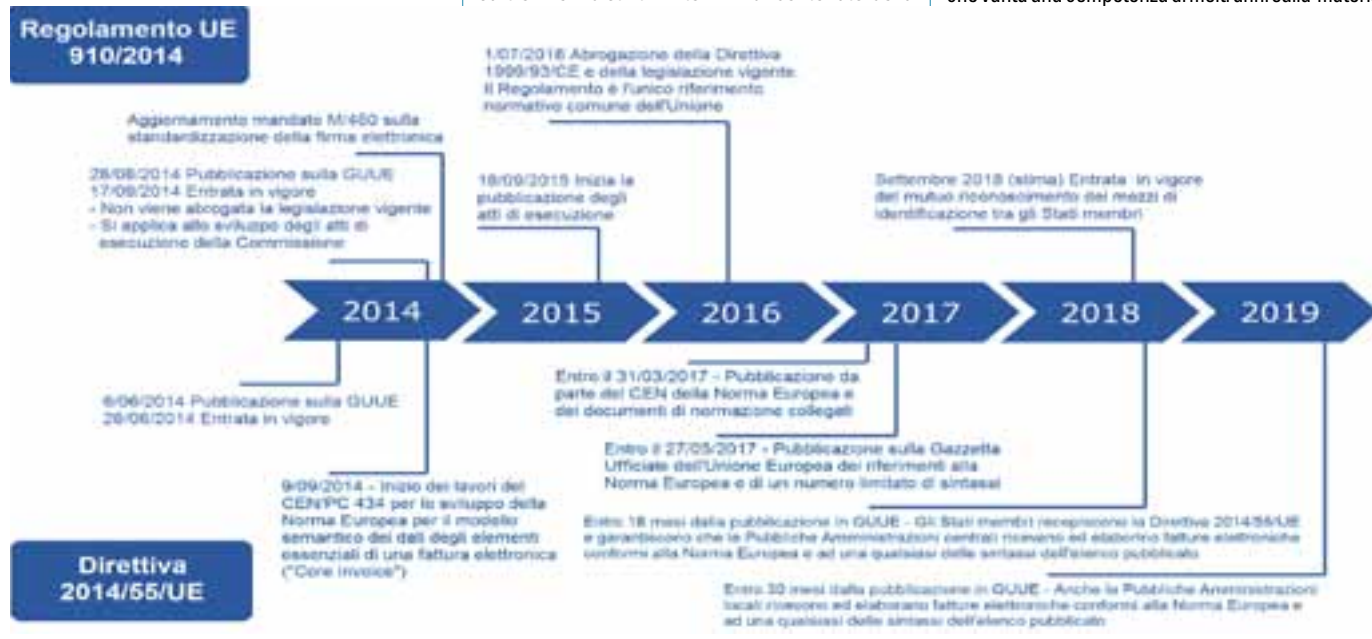 che vanta una competenza di molti anni sulla
Regolamento UE
910/2014
1/07/2016 Abrogazione della Direttiva
1999/93/CE e della legislazione vigente
Il Regolamento è l'unico riferimento
normativo comune dell'Unione
Aggiornamento mandato M/460 sulla
standardizzazione della firma elettronica
28/08/2014 Pubblicazione sulla GUUE
17/09/2014 Entrata in vigore
- Non viene abrogata la legislazione vigente
- Si applica allo sviluppo degli atti di
esecuzione della Commissione
18/09/2015 Inizia la
pubblicazione degli
atti di esecuzione
Settembre 2018 (stima) Entrata in vigore
del mutuo riconoscimento dei mezzi di
identificazione tra gli Stati membri
2014
2015
2016
2017
2018
2019
6/06/2014 Pubblicazione sulla GUUE
26/06/2014 Entrata in vigore
Entro il 31/03/2017 - Pubblicazione da
parte del CEN della Norma Europea e
dei documenti di normazione collegati
Entro il 27/05/2017 - Pubblicazione sulla Gazzetta
Ufficiale dell'Unione Europea dei riferimenti alla
Norma Europea e di un numero limitato di sintassi
9/09/2014 - Inizio dei lavori del
CEN/PC 434 per lo sviluppo della
Norma Europea per il modello
semantico dei dati degli elementi
essenziali di una fattura elettronica
("Core Invoice")
Entro 18 mesi dalla pubblicazione in GUUE - Gli Stati membri recepiscono la Direttiva 2014/55/UE
e garantiscono che le Pubbliche Amministrazioni centrali ricevano ed elaborino fatture elettroniche
conformi alla Norma Europea e ad una qualsiasi delle sintassi dell'elenco pubblicato
Direttiva
2014/55/UE
Entro 30 mesi dalla pubblicazione in GUUE - Anche le Pubbliche Amministrazioni
locali ricevono ed elaborano fatture elettroniche conformi alla Norma Europea e
ad una qualsiasi delle sintassi dell'elenco pubblicato